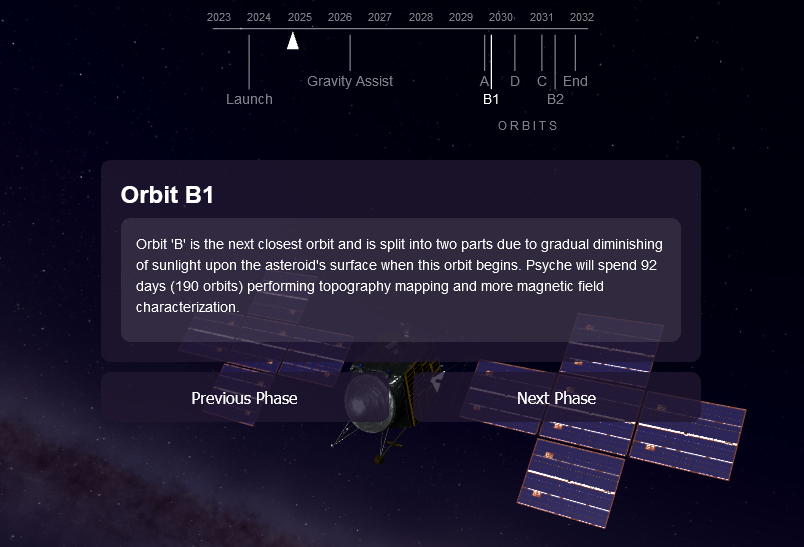 2023 2024 2025 2026 2027 2028 2029 2030 2031 2032
Gravity Assist A D C End
Launch B1 B2
ORBITS
Orbit B1
Orbit 'B' is the next closest orbit and is split into two parts due to gradual diminishing
of sunlight upon the asteroid's surface when this orbit begins. Psyche will spend 92
days (190 orbits) performing topography mapping and more magnetic field
characterization.
Previous Phase Next Phase